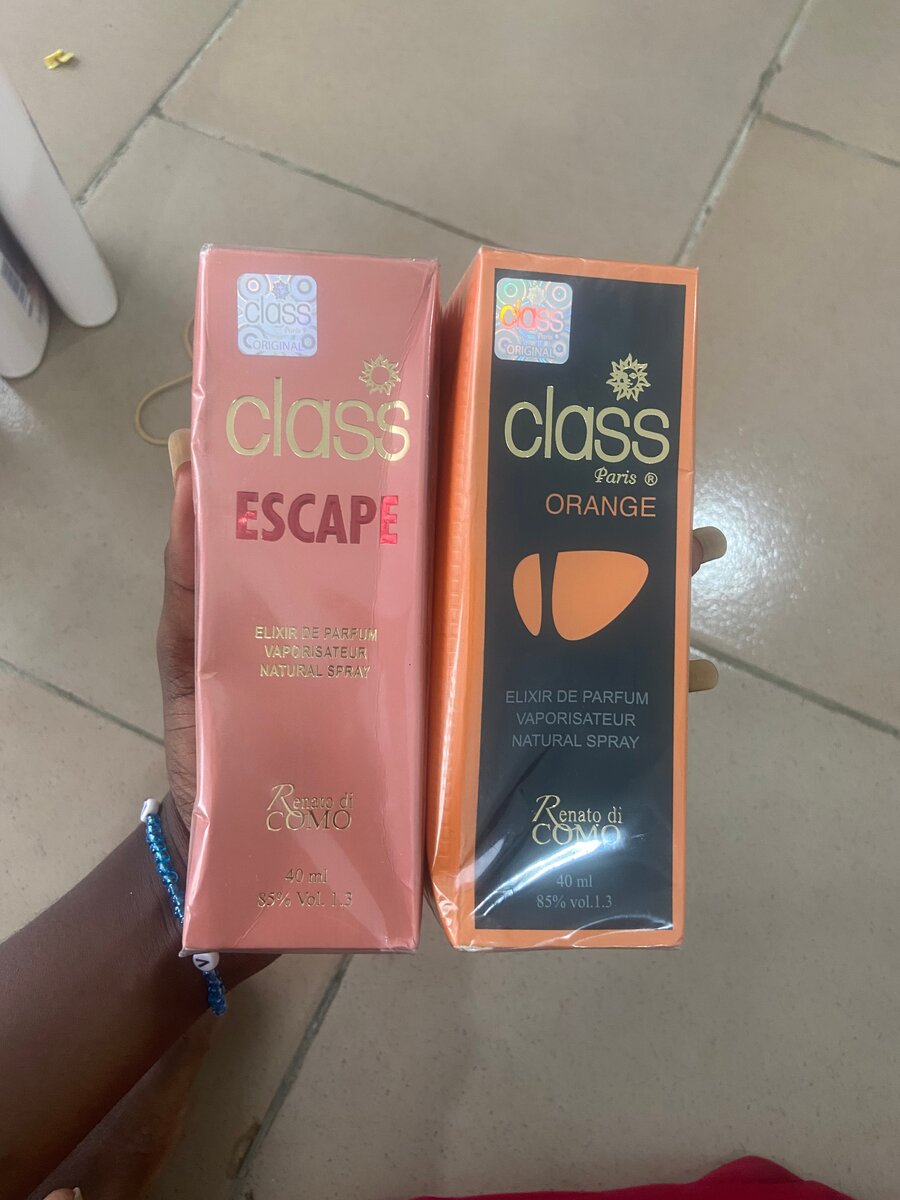 class
Paris
ORIGINAL
class
ESCAPE
ELIXIR DE PARFUM
VAPORISATEUR
NATURAL SPRAY
Renato di
COMO
40 ml
85% Vol. 1.3
class
Paris
ORIGINAL
class
Paris ®
ORANGE
ELIXIR DE PARFUM
VAPORISATEUR
NATURAL SPRAY
Renato di
COMO
40 ml
85% vol.1.3